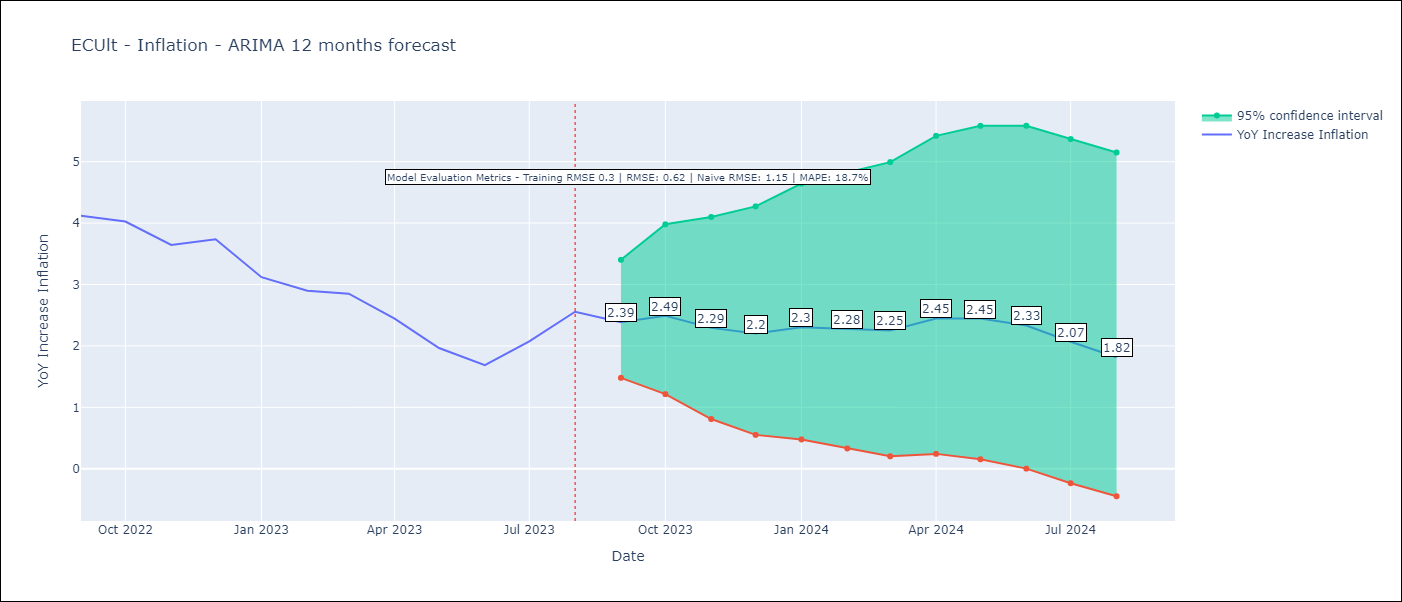 ECUlt - Inflation - ARIMA 12 months forecast
95% confidence interval
YoY Increase Inflation
Model Evaluation Metrics - Training RMSE 0.3 | RMSE: 0.62 | Naive RMSE: 1.15 | MAPE: 18.7%
YoY Increase Inflation
5
4
3
2
1
0
2.39
2.49
2.29
2.2
2.3
2.28
2.25
2.45
2.45
2.33
2.07
1.82
Oct 2022
Jan 2023
Apr 2023
Jul 2023
Oct 2023
Jan 2024
Apr 2024
Jul 2024
Date